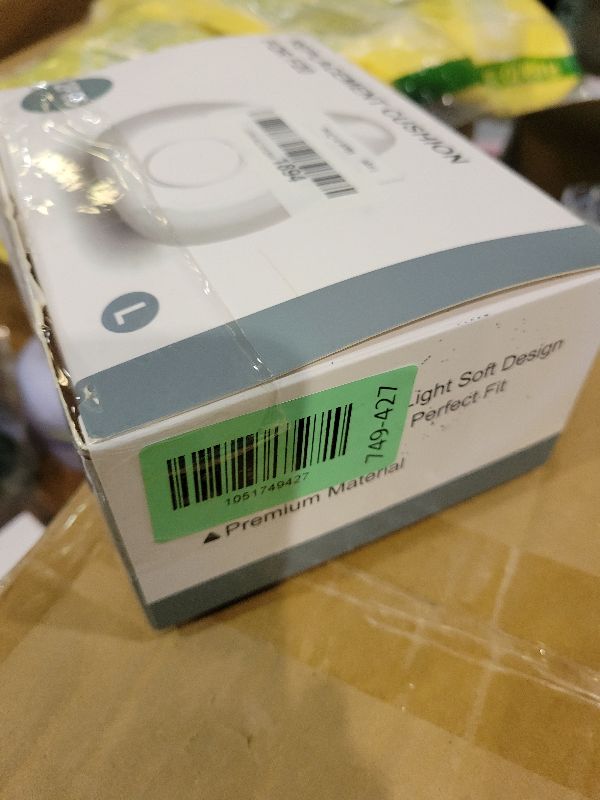 REPLACEMENT CUSHION
L
Light Soft Design
Perfect Fit
1051749427
749-427
▲Premium Material